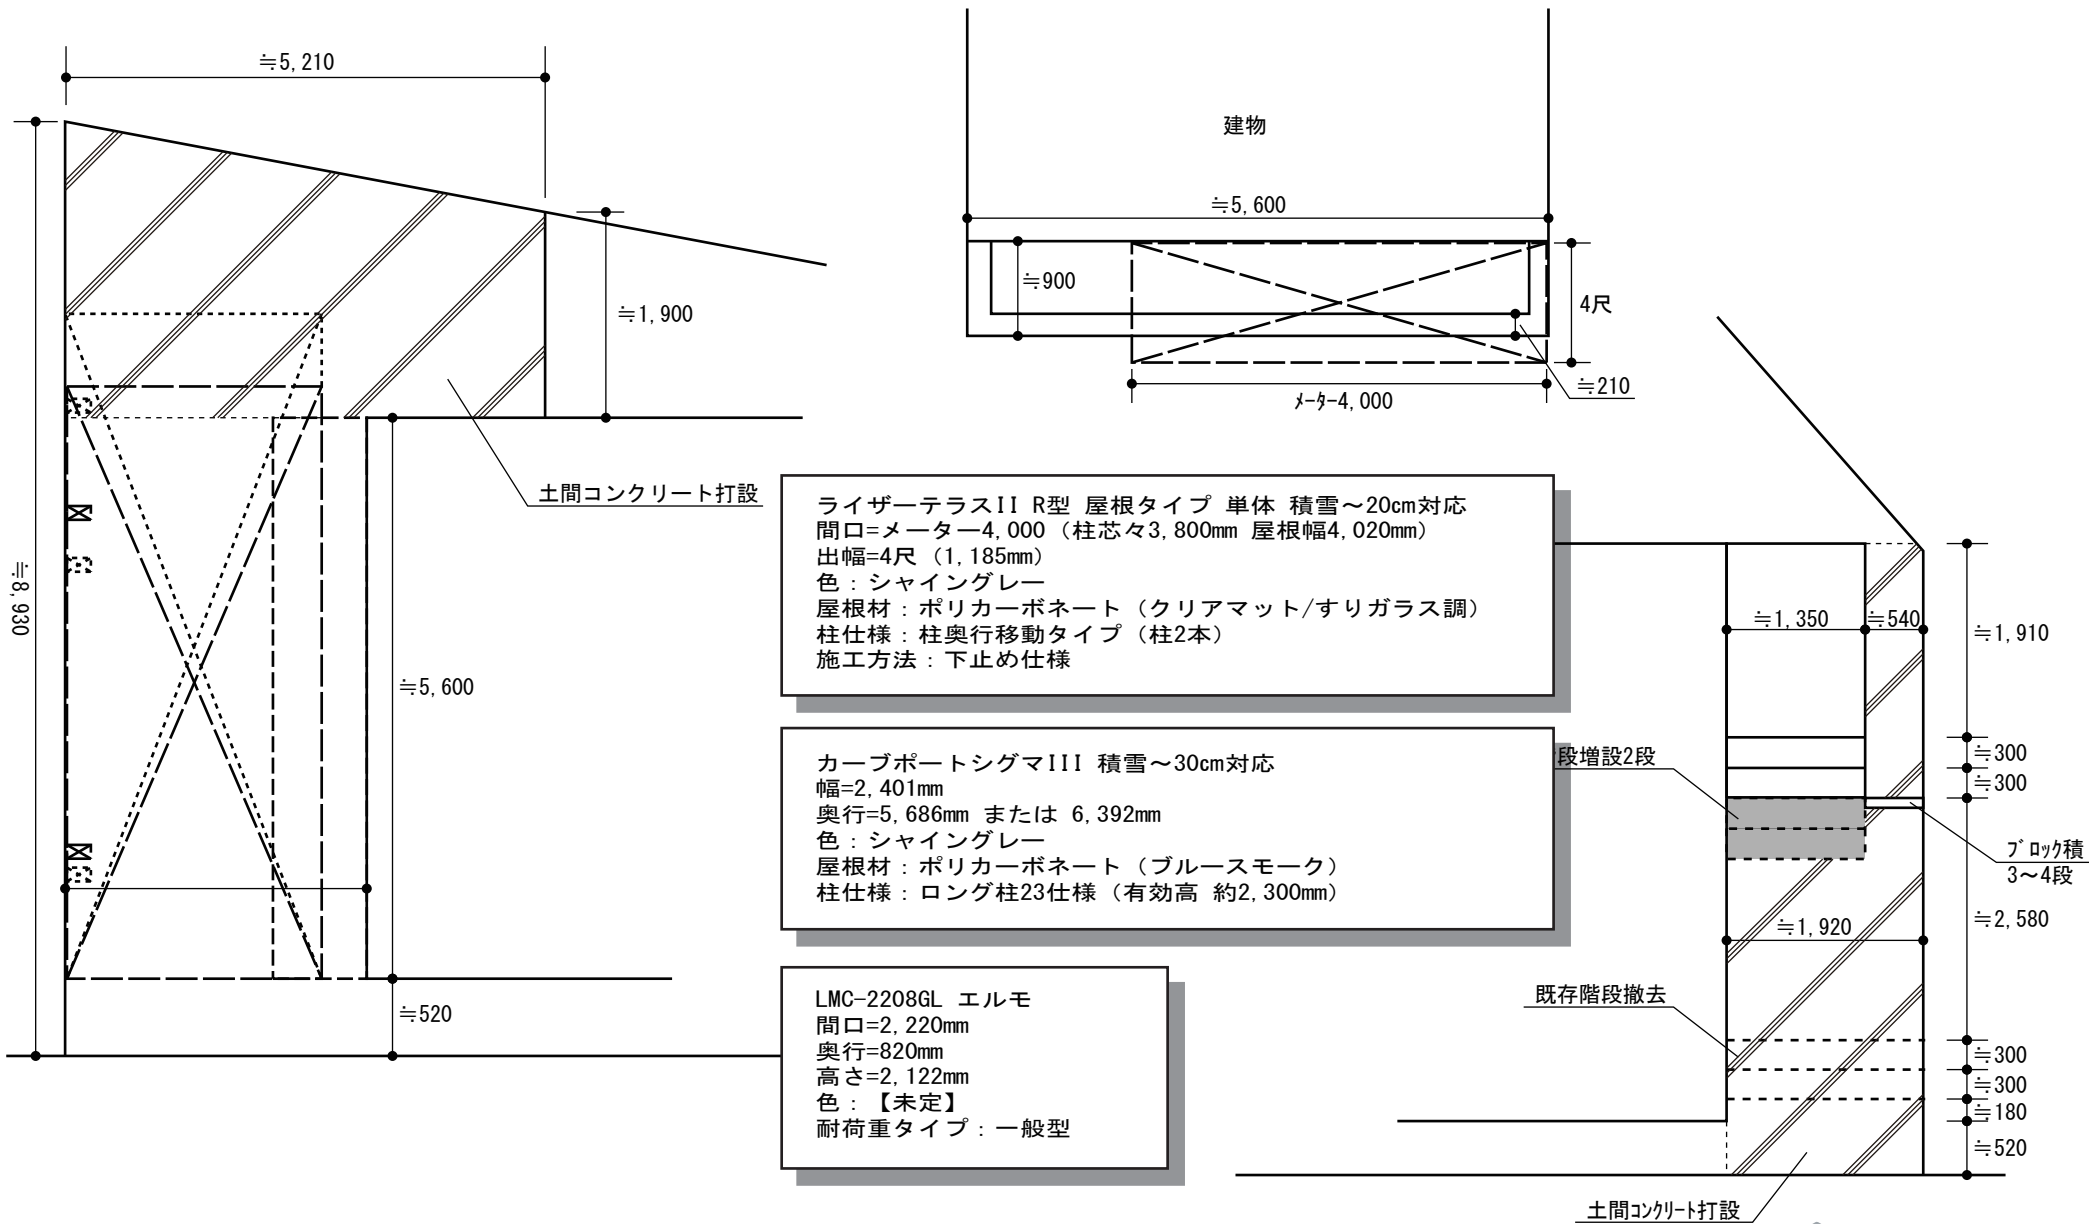 ≒5,210
≒8,930
≒1,900
土間コンクリート打設
≒5,600
≒520
建物
≒5,600
≒900
4尺
≒210
ﾒｰﾀｰ4,000
ライザーテラスII R型 屋根タイプ 単体 積雪～20cm対応
間口=メーター4,000（柱芯々3,800mm 屋根幅4,020mm）
出幅=4尺（1,185mm）
色：シャイングレー
屋根材：ポリカーボネート（クリアマット/すりガラス調）
柱仕様：柱奥行移動タイプ（柱2本）
施工方法：下止め仕様
カーブポートシグマIII 積雪～30cm対応
幅=2,401mm
奥行=5,686mm または 6,392mm
色：シャイングレー
屋根材：ポリカーボネート（ブルースモーク）
柱仕様：ロング柱23仕様（有効高 約2,300mm）
LMC-2208GL エルモ
間口=2,220mm
奥行=820mm
高さ=2,122mm
色：【未定】
耐荷重タイプ：一般型
≒1,350
≒540
≒1,910
≒300
≒300
段増設2段
ﾌﾞﾛｯｸ積
3～4段
≒2,580
≒1,920
既存階段撤去
≒300
≒300
≒180
≒520
土間ｺﾝｸﾘｰﾄ打設